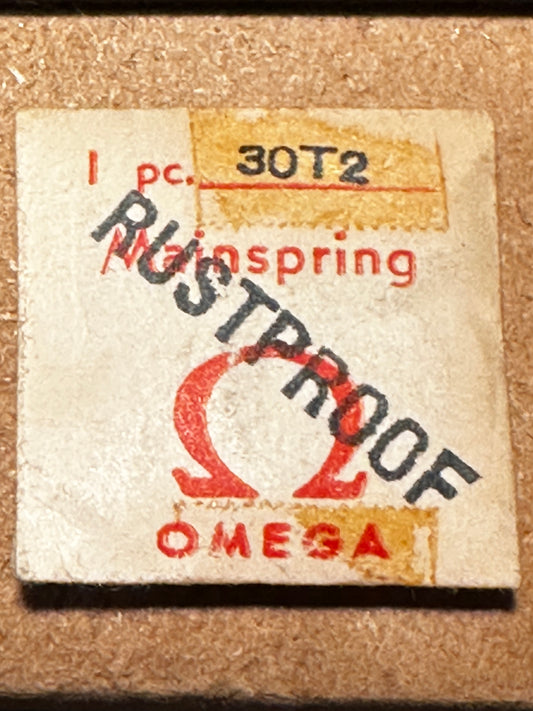 1 pc. 30T2
Mainspring
RUSTPROOF
Ω
OMEGA